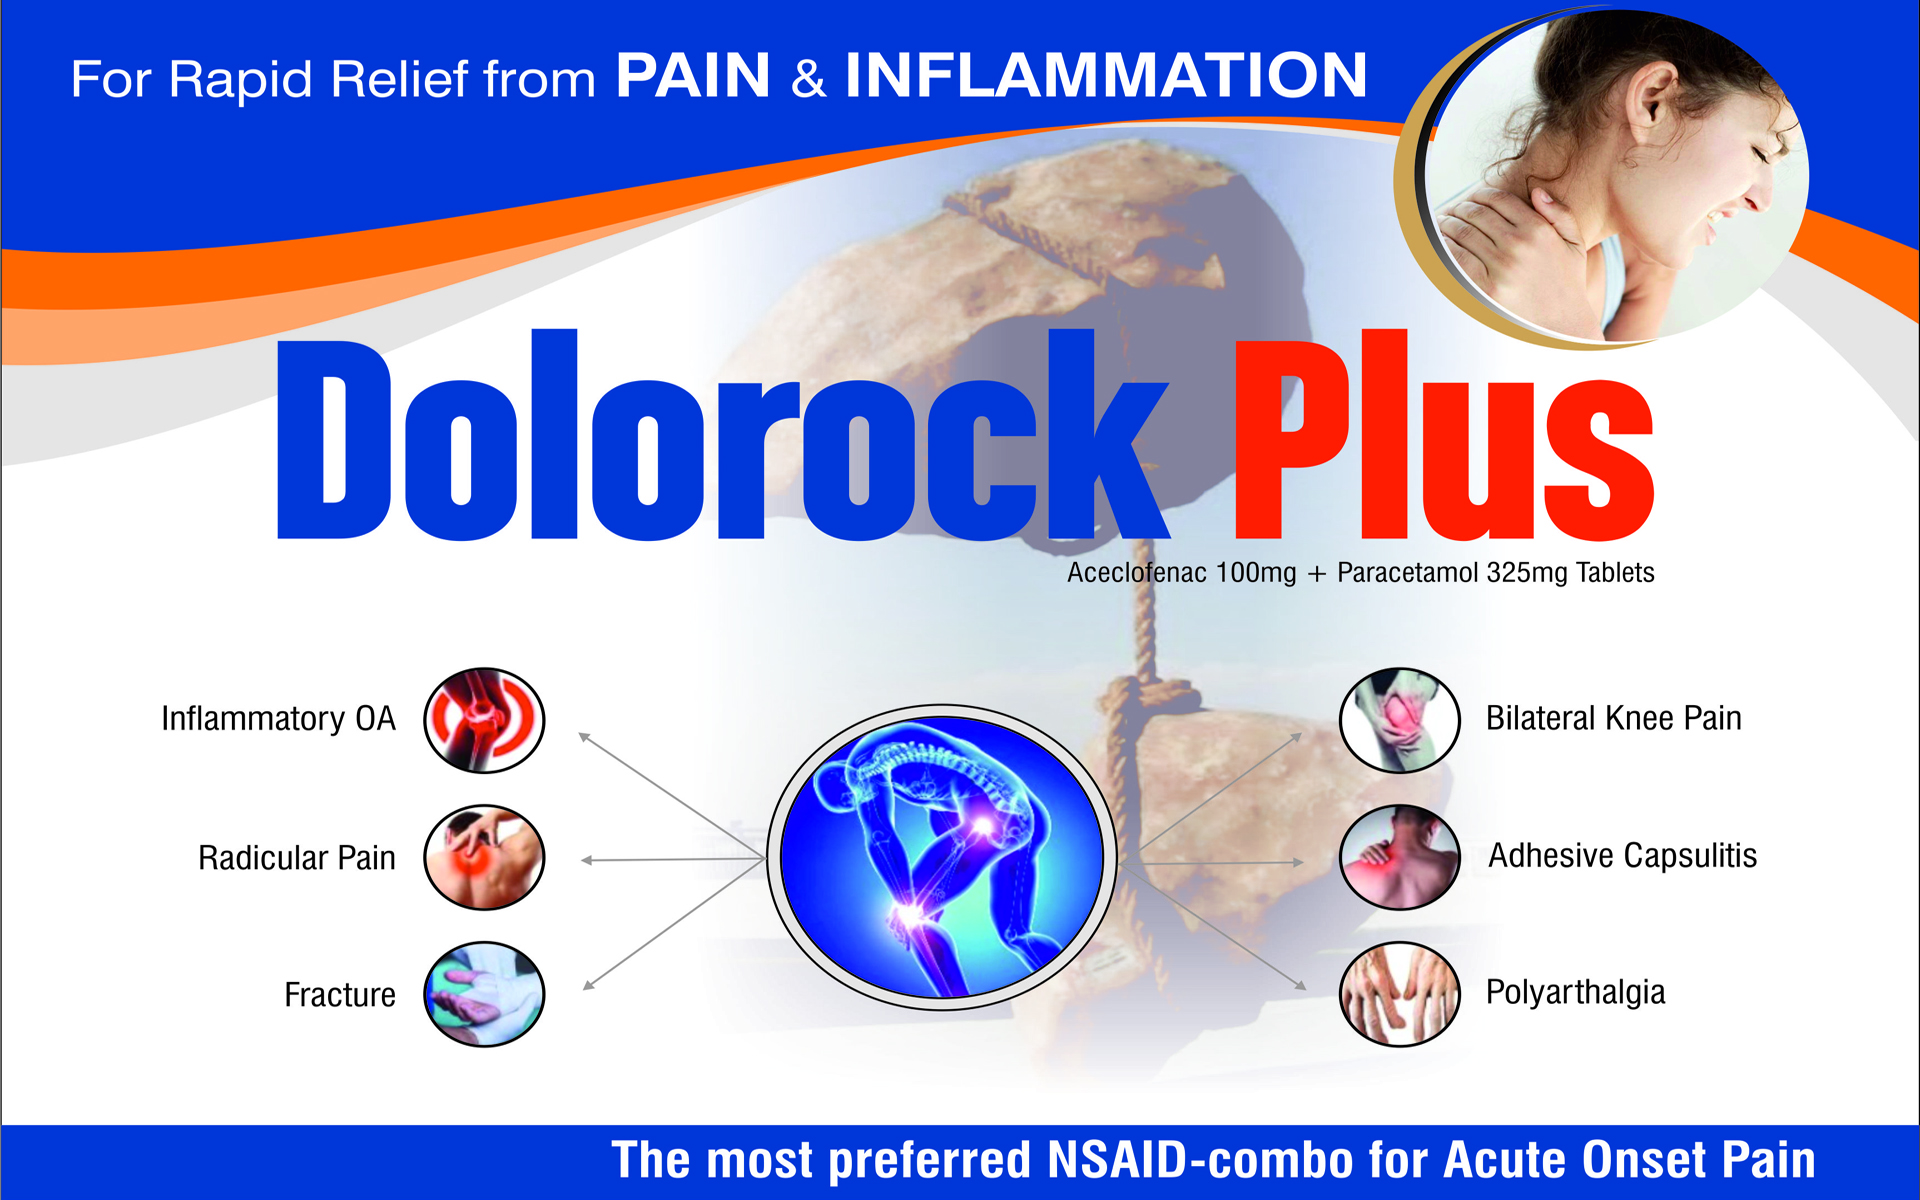 For Rapid Relief from PAIN & INFLAMMATION
Dolorock Plus
Aceclofenac 100mg + Paracetamol 325mg Tablets
Inflammatory OA
Radicular Pain
Fracture
Bilateral Knee Pain
Adhesive Capsulitis
Polyarthalgia
The most preferred NSAID-combo for Acute Onset Pain